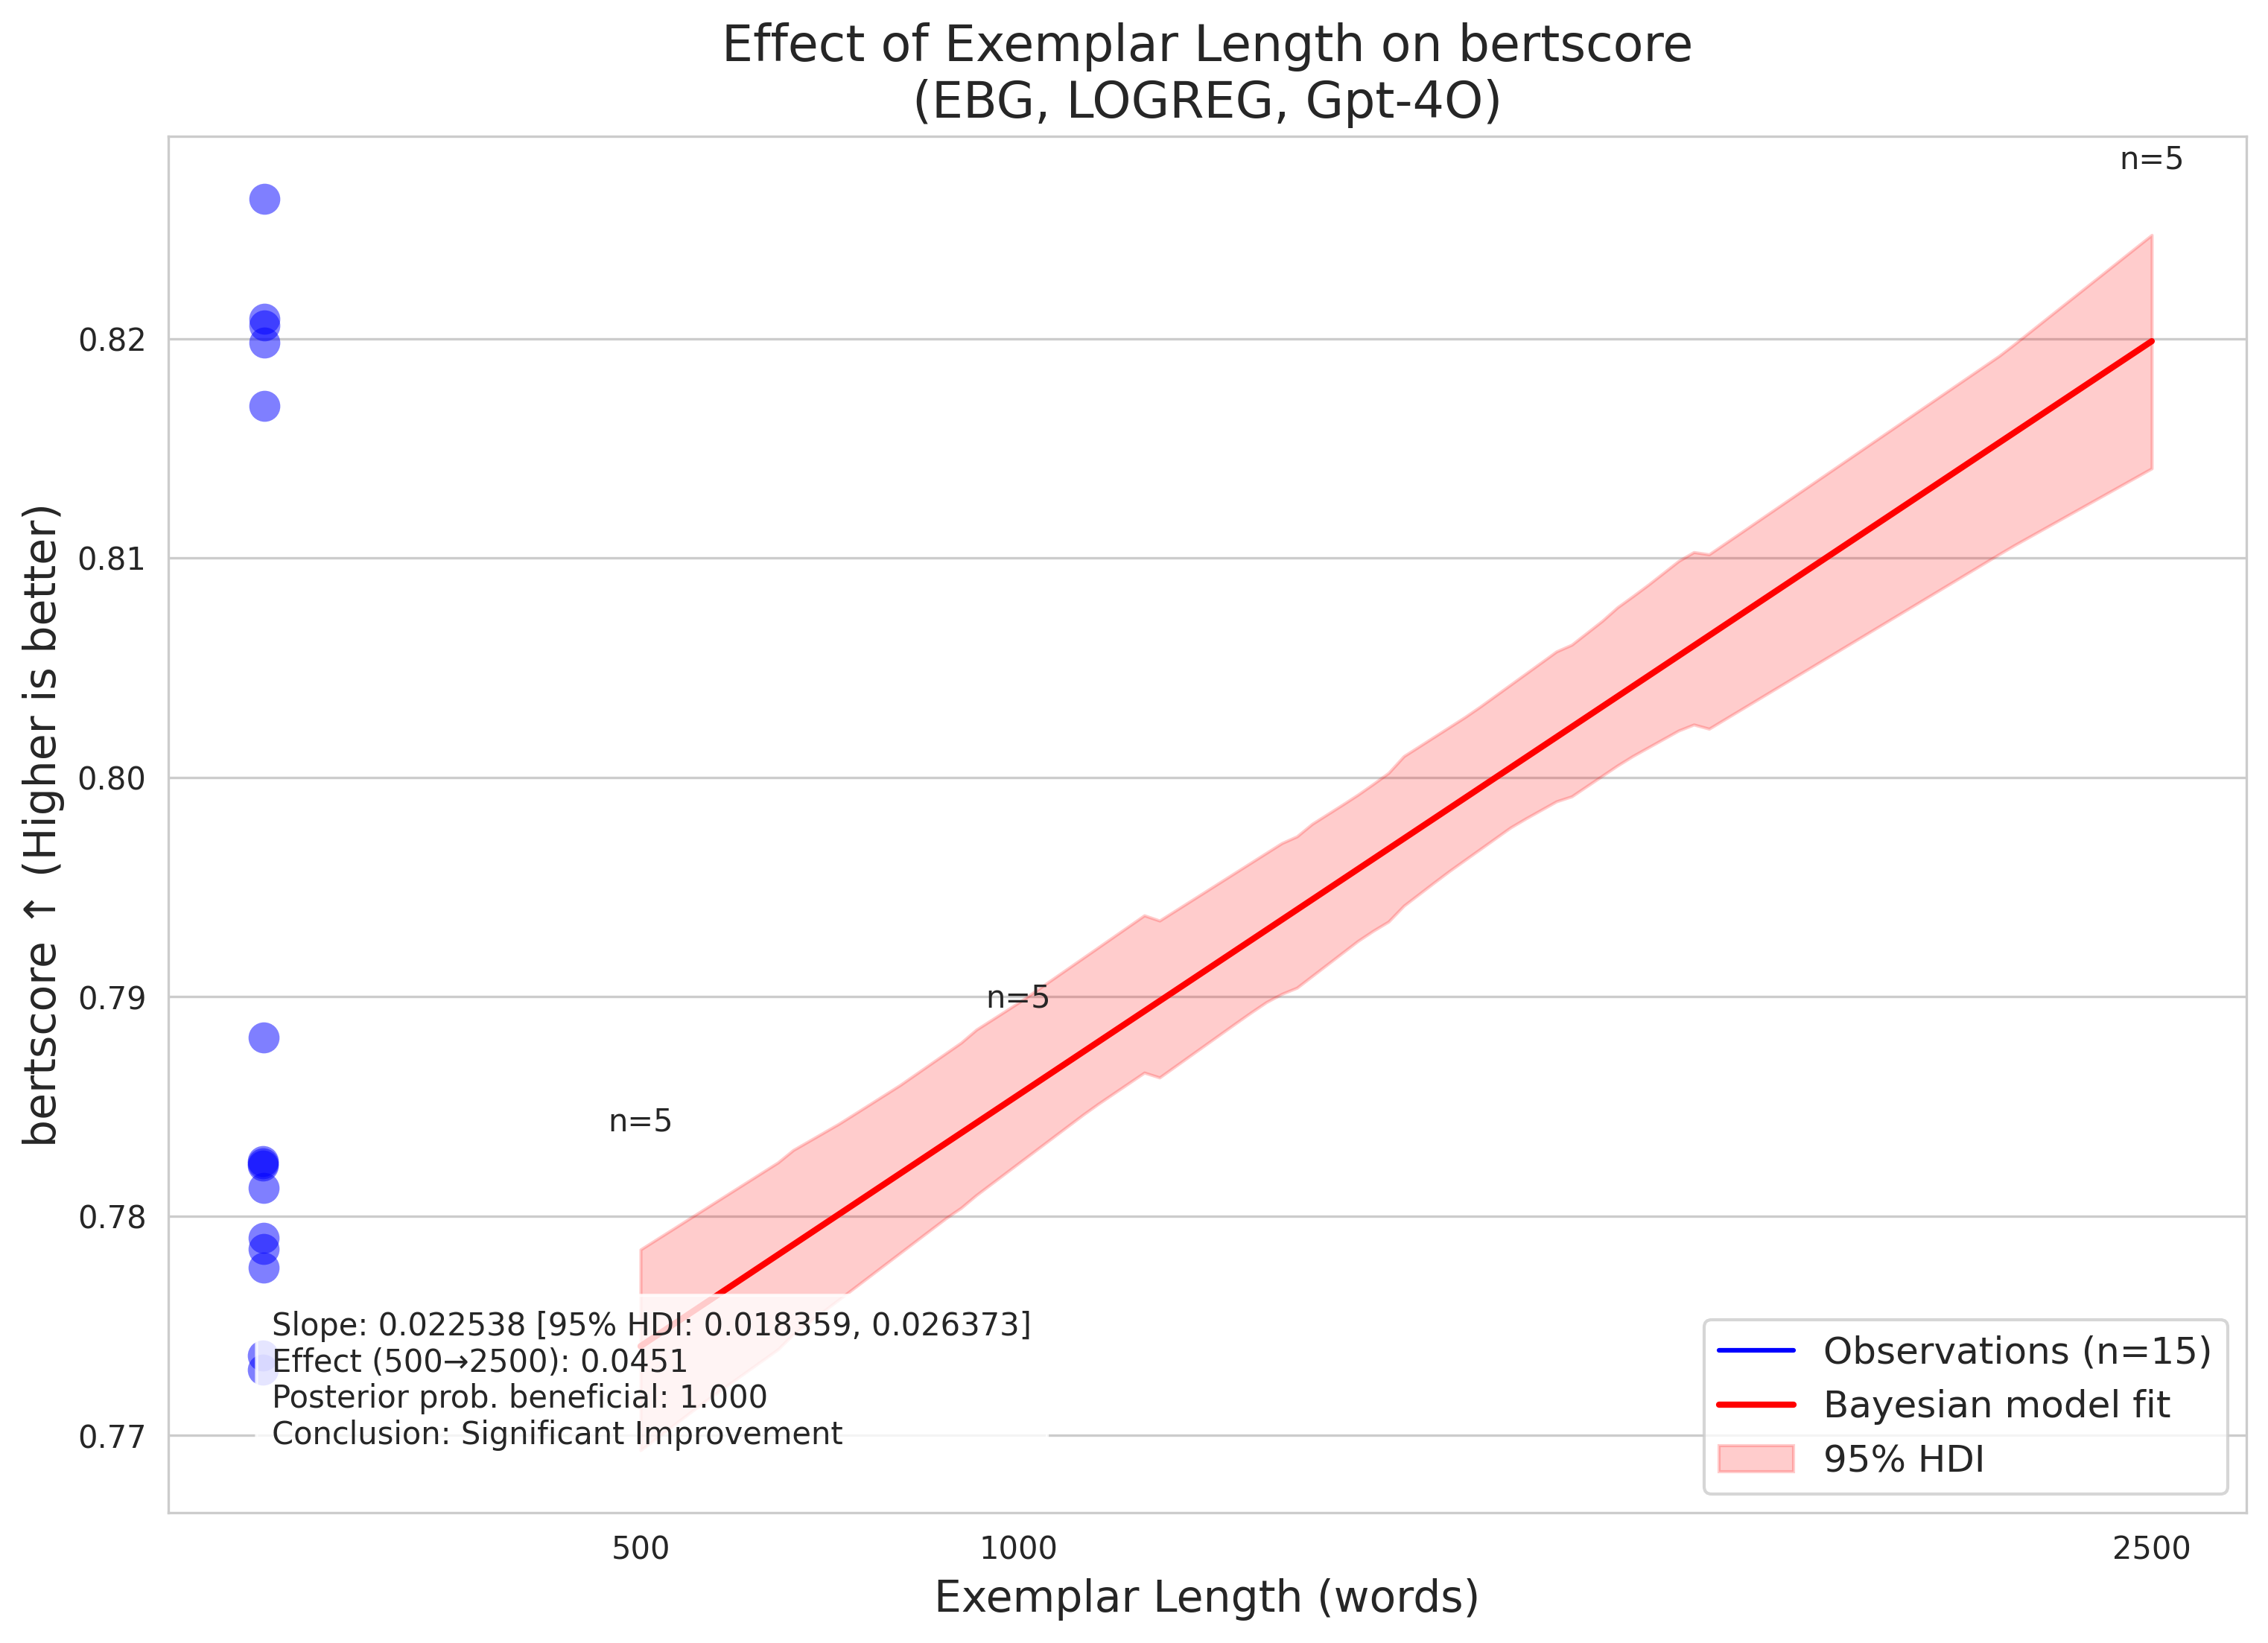 Effect of Exemplar Length on bertscore
(EBG, LOGREG, Gpt-4O)
bertscore ↑ (Higher is better)
0.82
0.81
0.80
0.79
0.78
0.77
n=5
n=5
n=5
Slope: 0.022538 [95% HDI: 0.018359, 0.026373]
Effect (500→2500): 0.0451
Posterior prob. beneficial: 1.000
Conclusion: Significant Improvement
Observations (n=15)
Bayesian model fit
95% HDI
500
1000
2500
Exemplar Length (words)